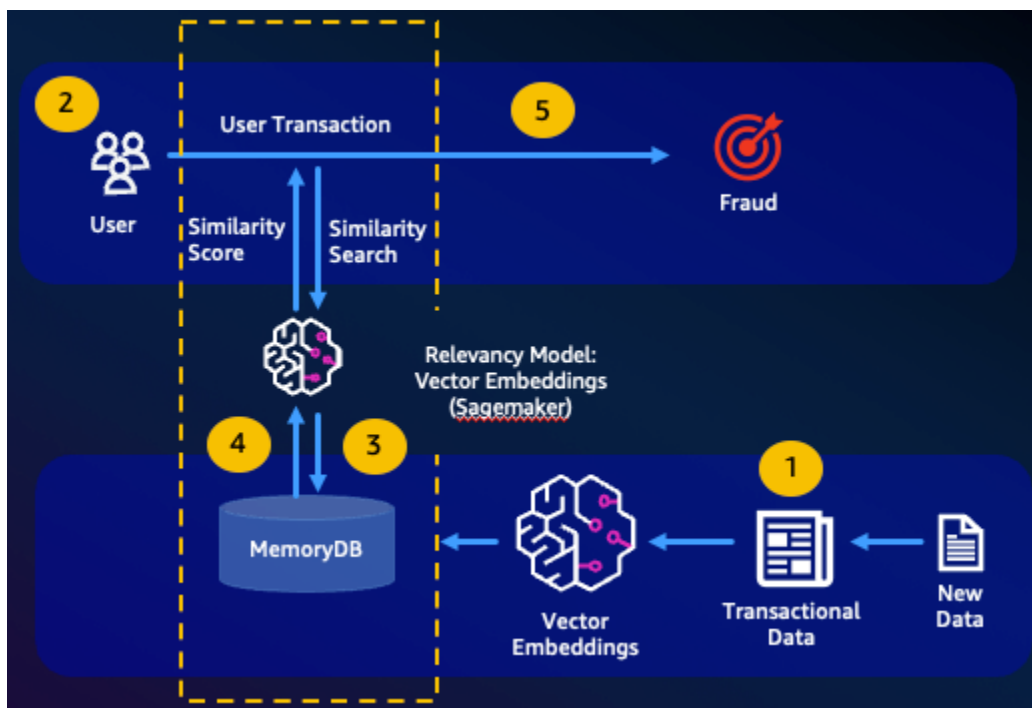 2
User Transaction
5
User
Similarity
Score
Similarity
Search
Fraud
Relevancy Model:
Vector Embeddings
(Sagemaker)
4
3
1
MemoryDB
Vector
Embeddings
Transactional
Data
New
Data